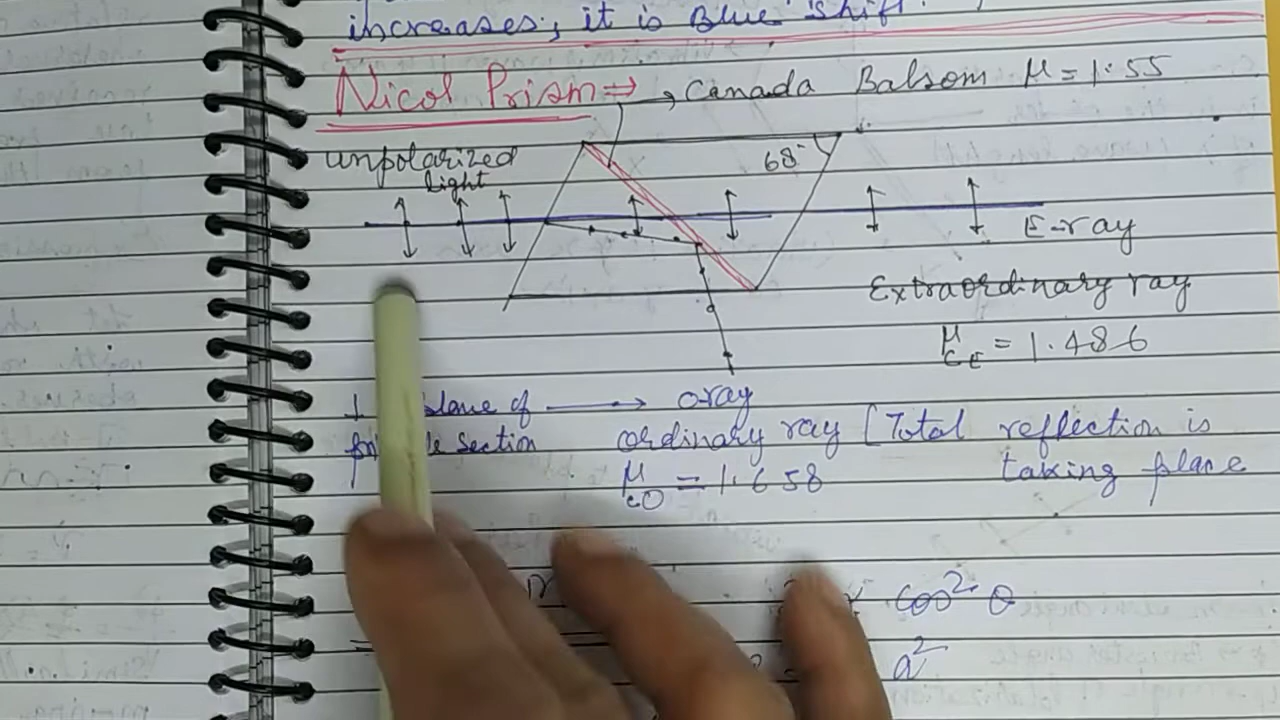 increases, it is Blue Shift.
Nicol Prism ⇒ → Canada Balsom μ = 1.55
unpolarized
light
68°
E-ray
Extraordinary ray
μ = 1.486
⊥ plane of → o ray
section ordinary ray [Total reflection is
μ = 1.658 taking place
cos² θ
a²